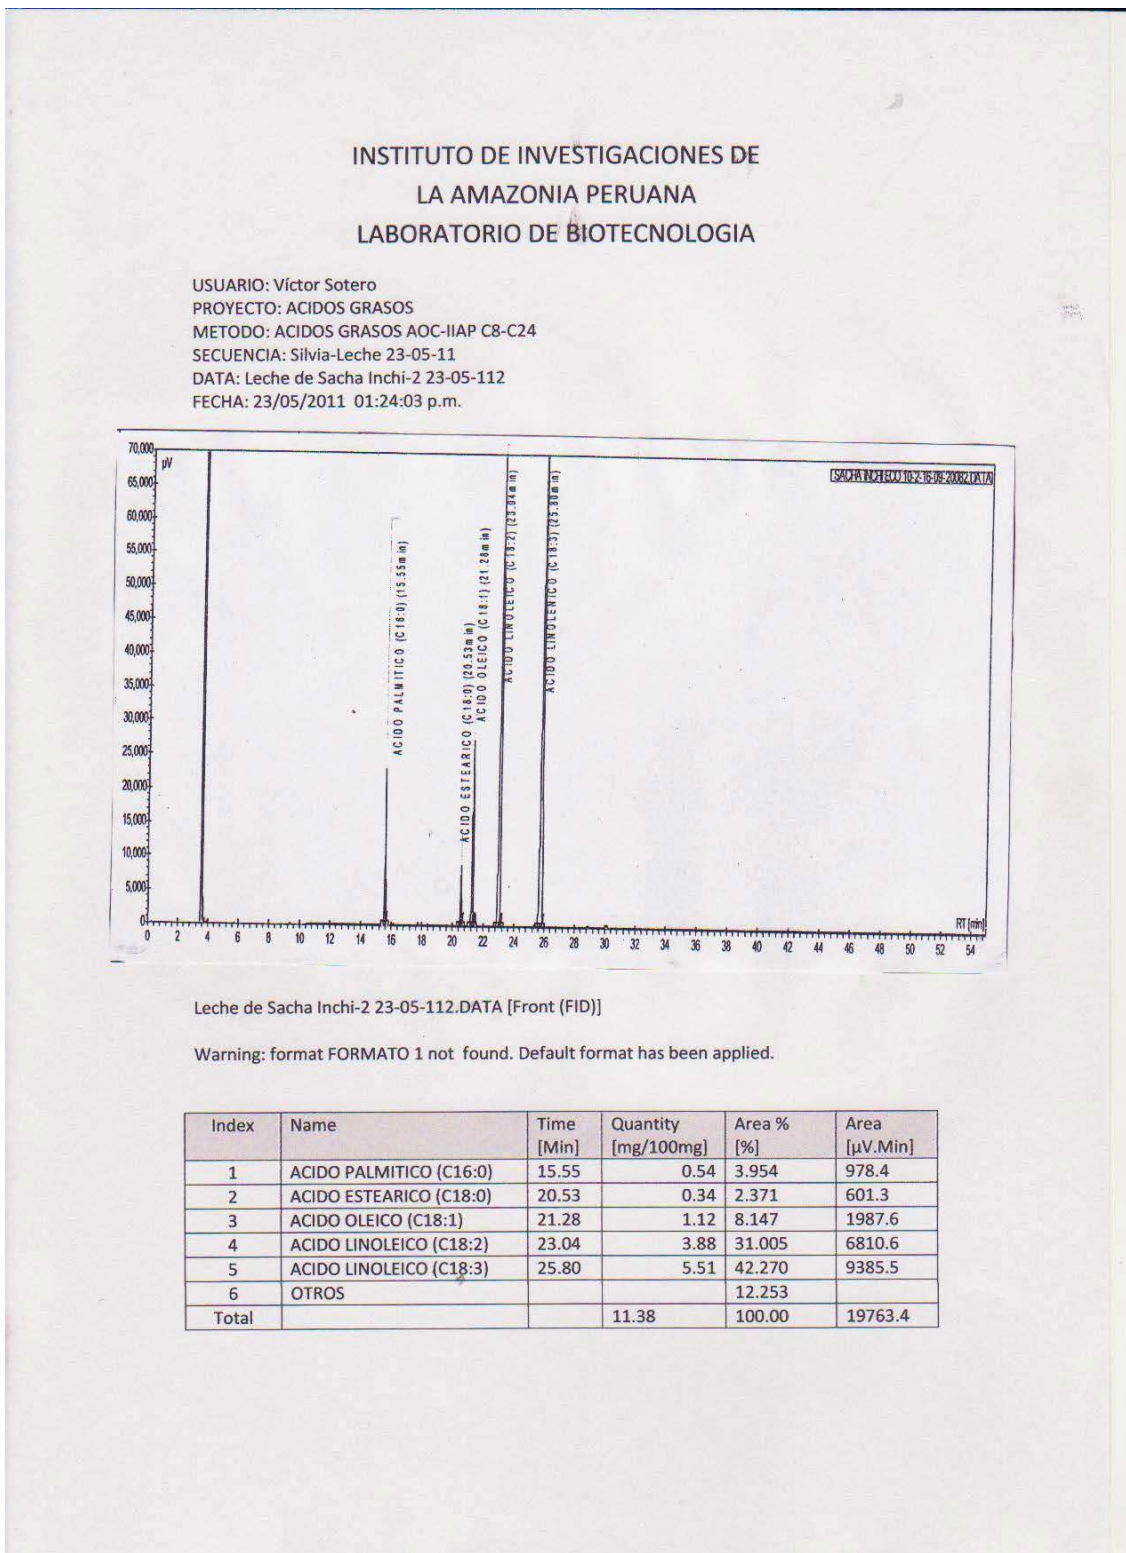 INSTITUTO DE INVESTIGACIONES DE
LA AMAZONIA PERUANA
LABORATORIO DE BIOTECNOLOGIA
USUARIO: Víctor Sotero
PROYECTO: ACIDOS GRASOS
METODO: ACIDOS GRASOS AOC-IIAP C8-C24
SECUENCIA: Silvia-Leche 23-05-11
DATA: Leche de Sacha Inchi-2 23-05-112
FECHA: 23/05/2011 01:24:03 p.m.
70,000
µV
65,000
60,000
55,000
50,000
45,000
40,000
35,000
30,000
25,000
20,000
15,000
10,000
5,000
0
ACIDO PALMITICO (C16:0) (15.55min)
ACIDO ESTEARICO (C18:0) (20.53min)
ACIDO OLEICO (C18:1) (21.28min)
ACIDO LINOLEICO (C18:2) (23.04min)
ACIDO LINOLENICO (C18:3) (25.80min)
RT [min]
0 2 4 6 8 10 12 14 16 18 20 22 24 26 28 30 32 34 36 38 40 42 44 46 48 50 52 54
Leche de Sacha Inchi-2 23-05-112.DATA [Front (FID)]
Warning: format FORMATO 1 not found. Default format has been applied.
Index Name Time [Min] Quantity [mg/100mg] Area % [%] Area [µV.Min]
1 ACIDO PALMITICO (C16:0) 15.55 0.54 3.954 978.4
2 ACIDO ESTEARICO (C18:0) 20.53 0.34 2.371 601.3
3 ACIDO OLEICO (C18:1) 21.28 1.12 8.147 1987.6
4 ACIDO LINOLEICO (C18:2) 23.04 3.88 31.005 6810.6
5 ACIDO LINOLEICO (C18:3) 25.80 5.51 42.270 9385.5
6 OTROS 12.253
Total 11.38 100.00 19763.4